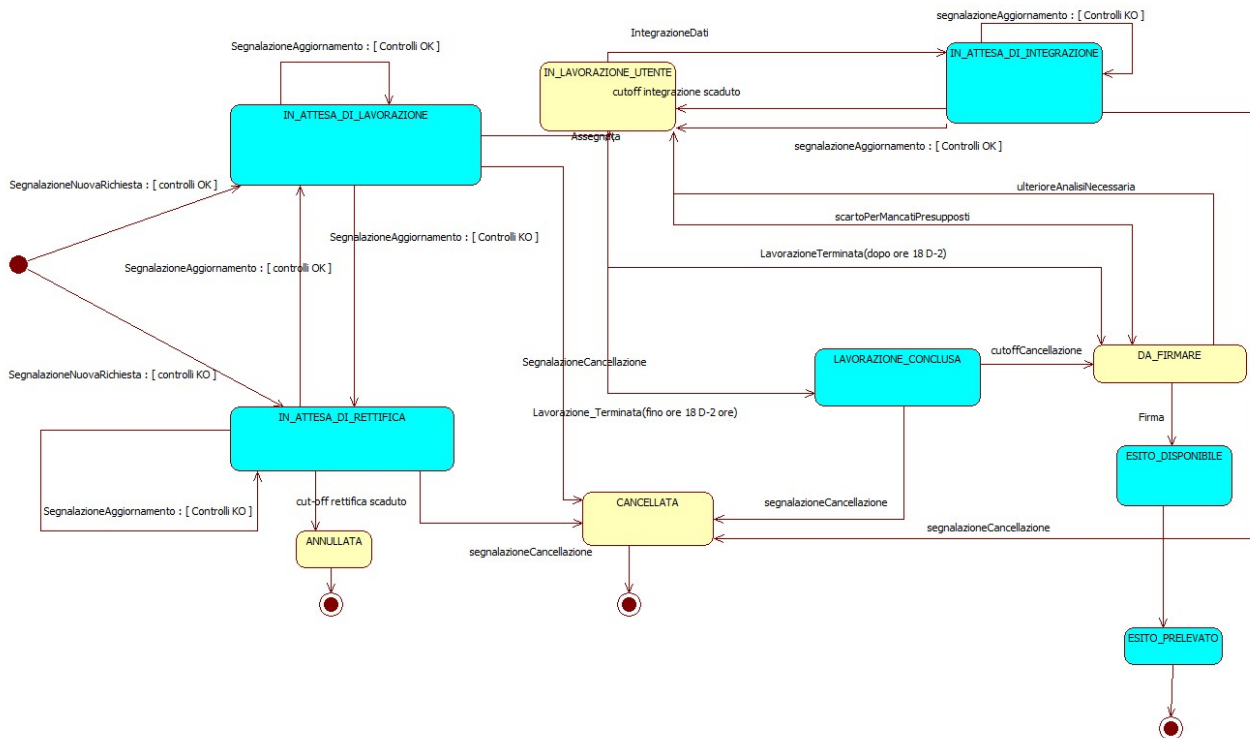 segnalazioneAggiornamento : [ Controlli KO ]
IntegrazioneDati
SegnalazioneAggiornamento : [ Controlli OK ]
IN_ATTESA_DI_INTEGRAZIONE
IN_LAVORAZIONE_UTENTE
cutoff integrazione scaduto
IN_ATTESA_DI_LAVORAZIONE
Assegnata
segnalazioneAggiornamento : [ Controlli OK ]
SegnalazioneNuovaRichiesta : [ controlli OK ]
ulterioreAnalisiNecessaria
scartoPerMancatiPresupposti
SegnalazioneAggiornamento : [ Controlli KO ]
LavorazioneTerminata(dopo ore 18 D-2)
SegnalazioneAggiornamento : [ controlli OK ]
cutoffCancellazione
LAVORAZIONE_CONCLUSA
DA_FIRMARE
SegnalazioneCancellazione
SegnalazioneNuovaRichiesta : [ controlli KO ]
Lavorazione_Terminata(fino ore 18 D-2 ore)
IN_ATTESA_DI_RETTIFICA
Firma
ESITO_DISPONIBILE
cut-off rettifica scaduto
CANCELLATA
segnalazioneCancellazione
SegnalazioneAggiornamento : [ Controlli KO ]
segnalazioneCancellazione
ANNULLATA
segnalazioneCancellazione
ESITO_PRELEVATO